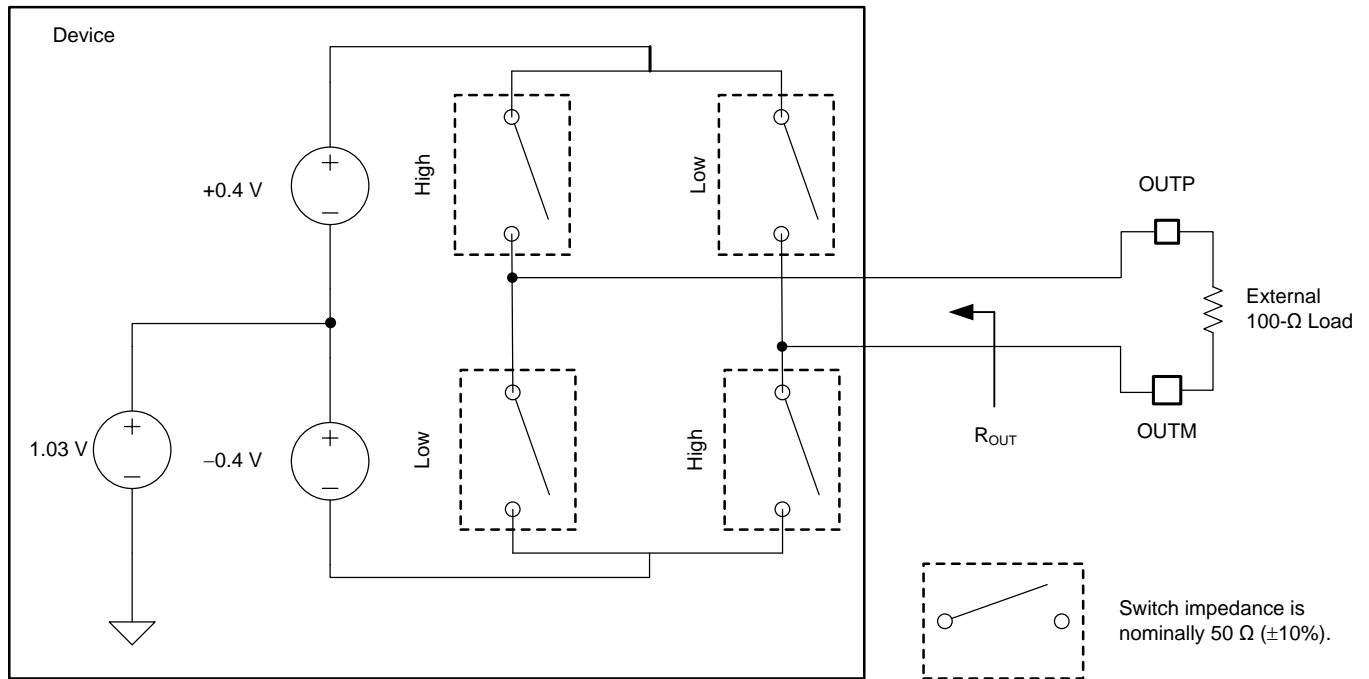 Device
+0.4 V
High
Low
OUTP
External
100-Ω Load
1.03 V
−0.4 V
Low
High
ROUT
OUTM
Switch impedance is
nominally 50 Ω (±10%).